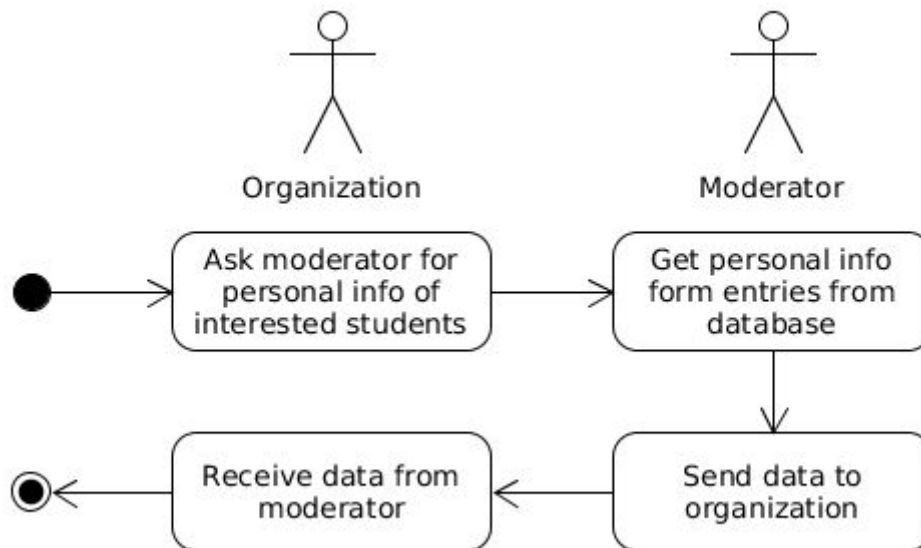 Organization
Moderator
Ask moderator for
personal info of
interested students
Get personal info
form entries from
database
Receive data from
moderator
Send data to
organization